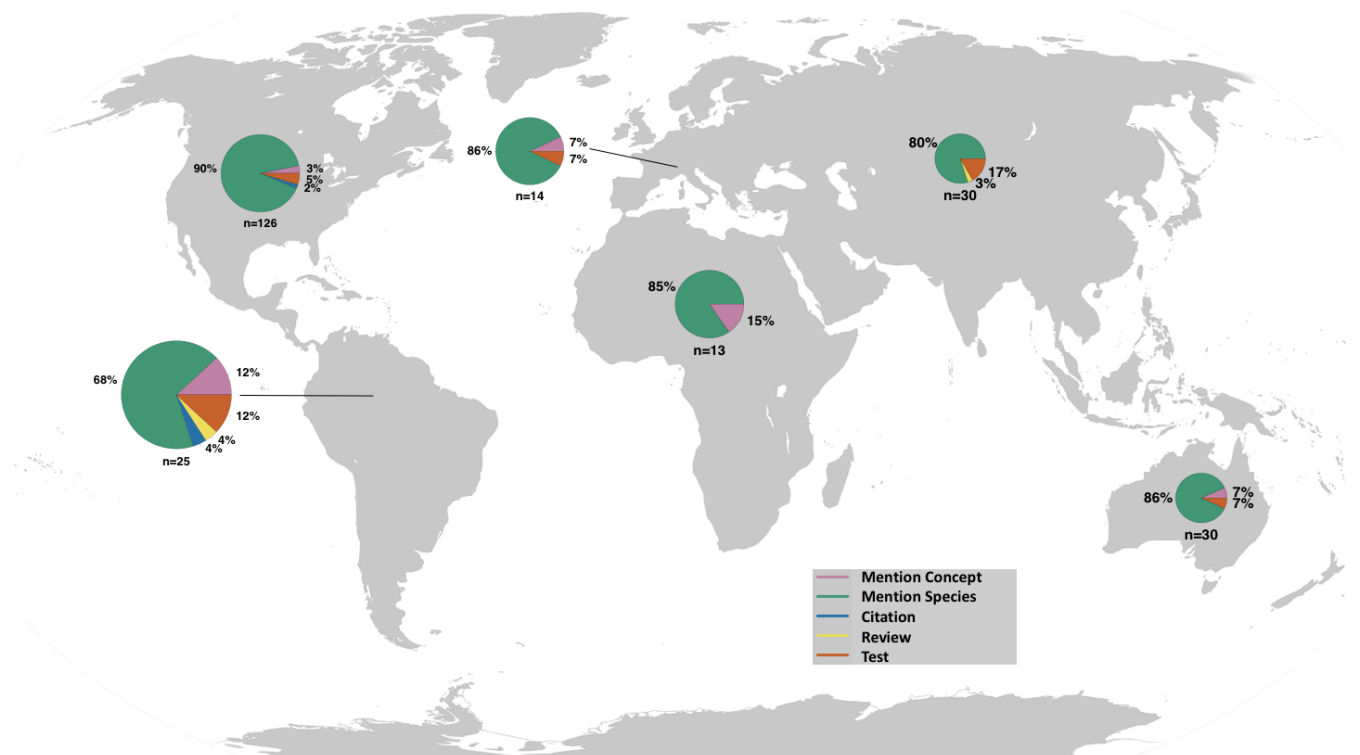 90%
3%
5%
2%
n=126
86%
7%
7%
n=14
80%
17%
3%
n=30
85%
15%
n=13
68%
12%
12%
4%
4%
n=25
86%
7%
7%
n=30
Mention Concept
Mention Species
Citation
Review
Test